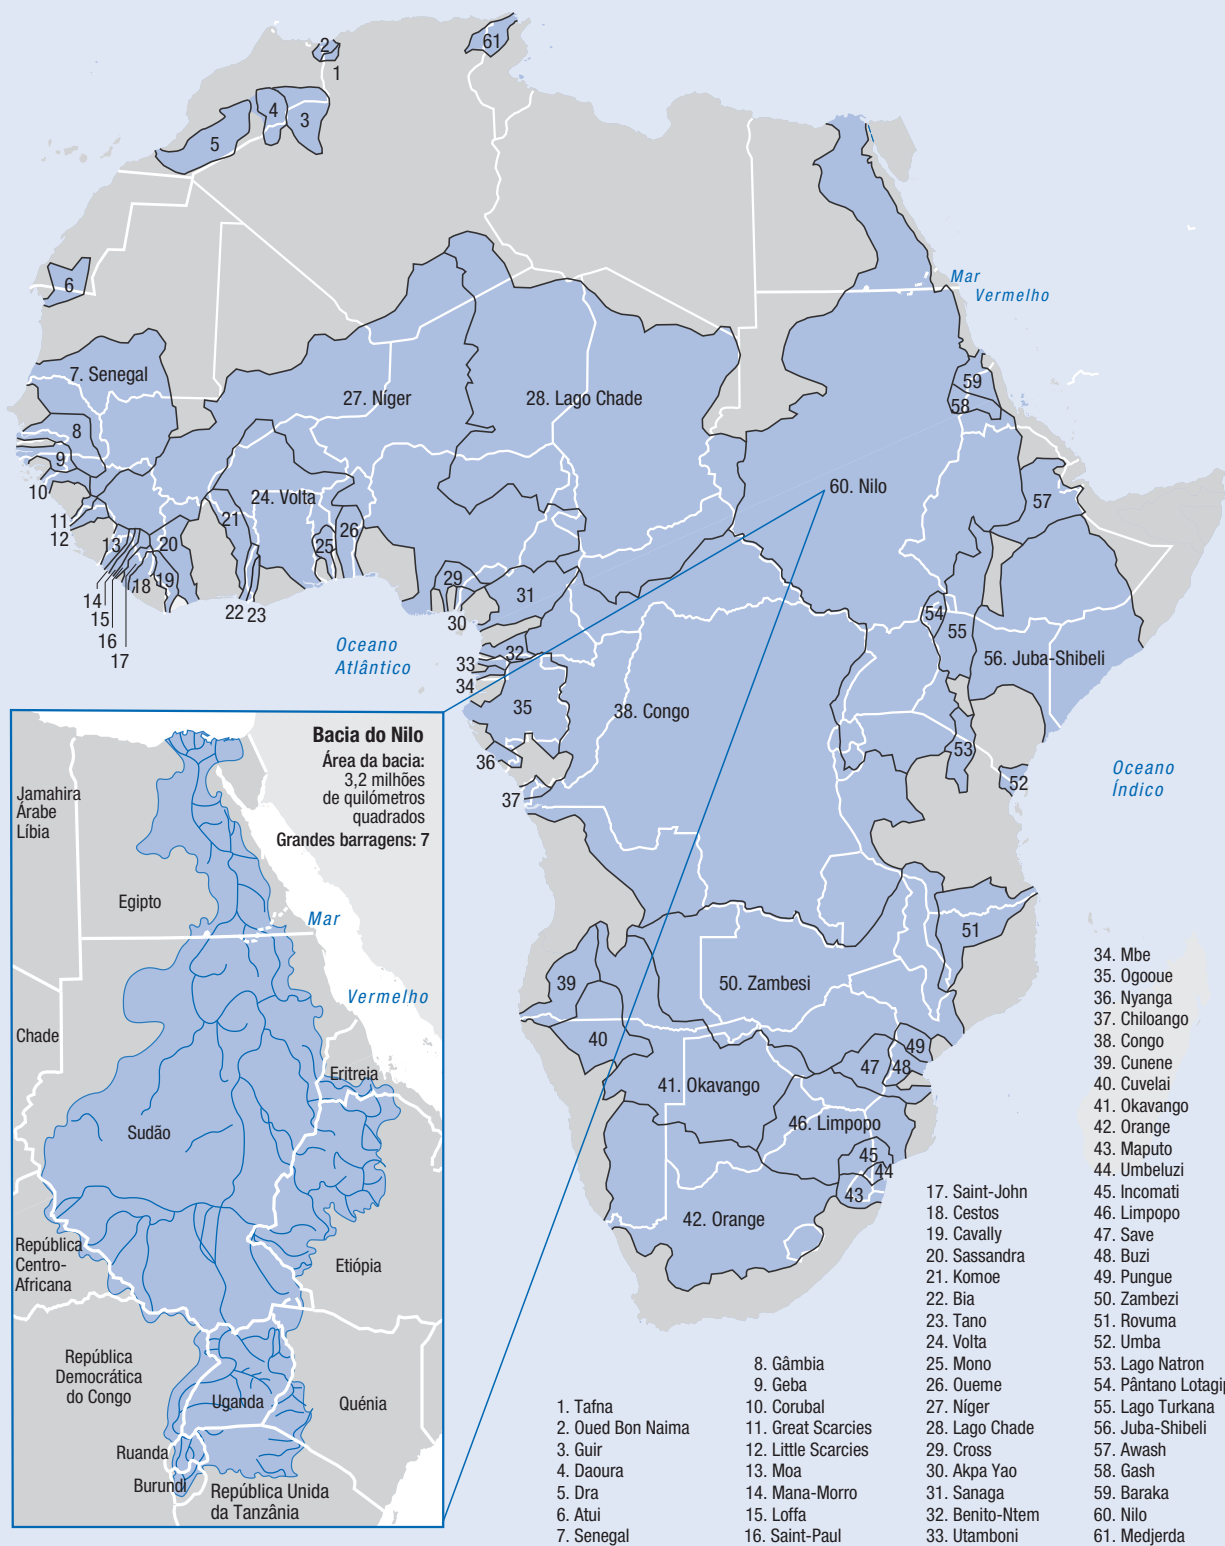 2
1
61
4
3
5
6
Mar
Vermelho
7. Senegal
27. Níger
28. Lago Chade
59
58
8
9
10
11
12
13
14
15
16
17
18
19
20
21
22
23
24. Volta
25
26
29
30
31
32
33
34
35
36
37
38. Congo
60. Nilo
57
54
55
56. Juba-Shibeli
53
52
Oceano
Atlântico
Oceano
Índico
51
50. Zambesi
39
40
41. Okavango
49
48
47
46. Limpopo
45
44
43
42. Orange
Bacia do Nilo
Área da bacia:
3,2 milhões
de quilómetros
quadrados
Grandes barragens: 7
Jamahira
Árabe
Líbia
Egipto
Mar
Vermelho
Chade
Eritreia
Sudão
República
Centro-
Africana
Etiópia
República
Democrática
do Congo
Uganda
Quénia
Ruanda
Burundi
República Unida
da Tanzânia
1. Tafna
2. Oued Bon Naima
3. Guir
4. Daoura
5. Dra
6. Atui
7. Senegal
8. Gâmbia
9. Geba
10. Corubal
11. Great Scarcies
12. Little Scarcies
13. Moa
14. Mana-Morro
15. Loffa
16. Saint-Paul
17. Saint-John
18. Cestos
19. Cavally
20. Sassandra
21. Komoe
22. Bia
23. Tano
24. Volta
25. Mono
26. Oueme
27. Níger
28. Lago Chade
29. Cross
30. Akpa Yao
31. Sanaga
32. Benito-Ntem
33. Utamboni
34. Mbe
35. Ogooue
36. Nyanga
37. Chiloango
38. Congo
39. Cunene
40. Cuvelai
41. Okavango
42. Orange
43. Maputo
44. Umbeluzi
45. Incomati
46. Limpopo
47. Save
48. Buzi
49. Pungue
50. Zambezi
51. Rovuma
52. Umba
53. Lago Natron
54. Pântano
55. Lago Turkana
56. Juba-Shibeli
57. Awash
58. Gash
59. Baraka
60. Nilo
61. Medjerda